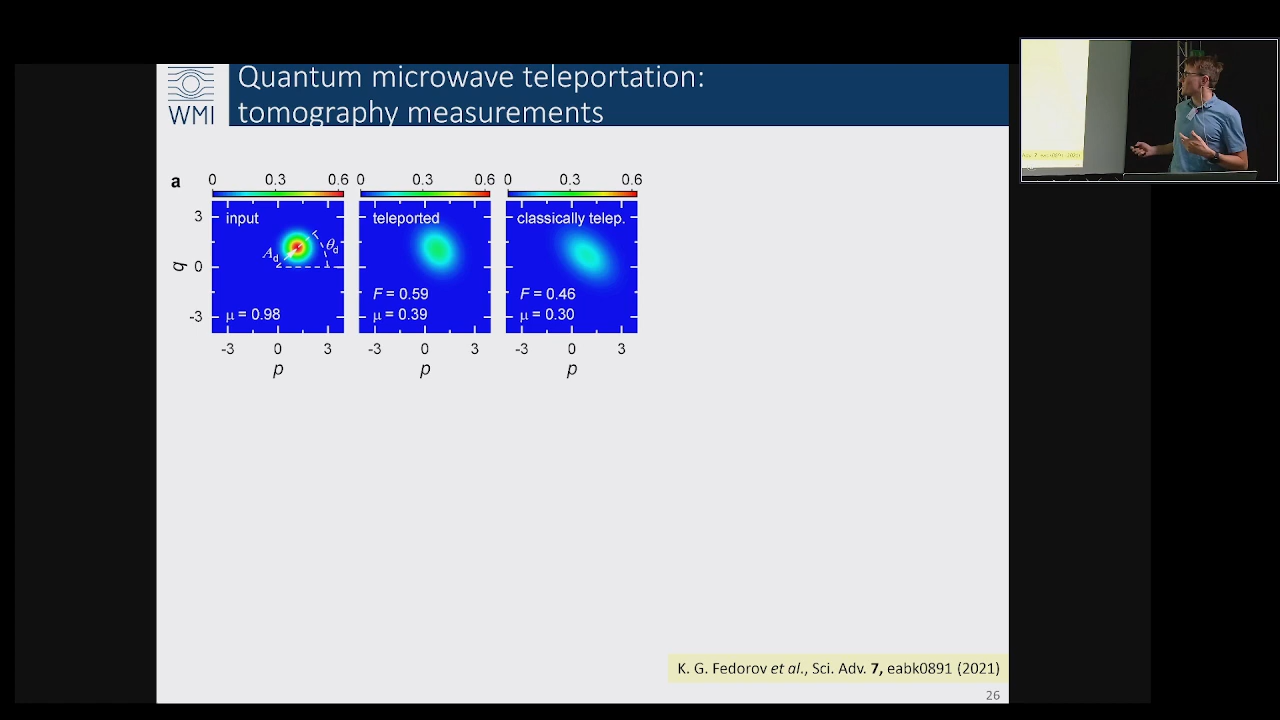 Quantum microwave teleportation:
tomography measurements
WMI
a
0 0.3 0.6 0 0.3 0.6 0 0.3 0.6
3
0
-3
q
input
A_d
θ_d
μ = 0.98
teleported
F = 0.59
μ = 0.39
classically telep.
F = 0.46
μ = 0.30
-3 0 3 -3 0 3 -3 0 3
p p p
K. G. Fedorov et al., Sci. Adv. 7, eabk0891 (2021)
26